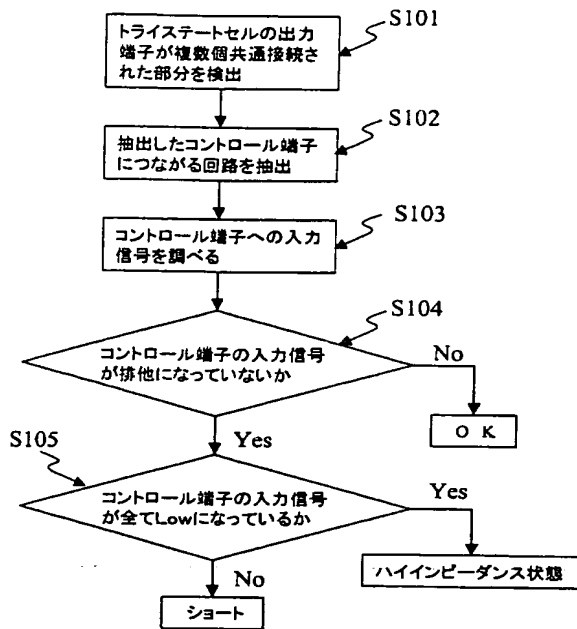 S101
トライステートセルの出力
端子が複数個共通接続
された部分を検出
S102
抽出したコントロール端子
につながる回路を抽出
S103
コントロール端子への入力
信号を調べる
S104
コントロール端子の入力信号
が排他になっていないか
No
OK
Yes
S105
コントロール端子の入力信号
が全てLowになっているか
Yes
ハイインピーダンス状態
No
ショート